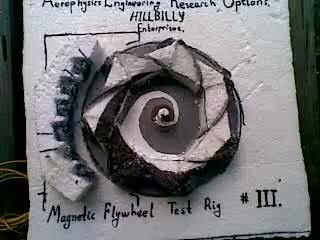 Aerophysics Engineering Research Options.
HILLBILLY
Enterprises.
# III.
Magnetic Flywheel Test Rig